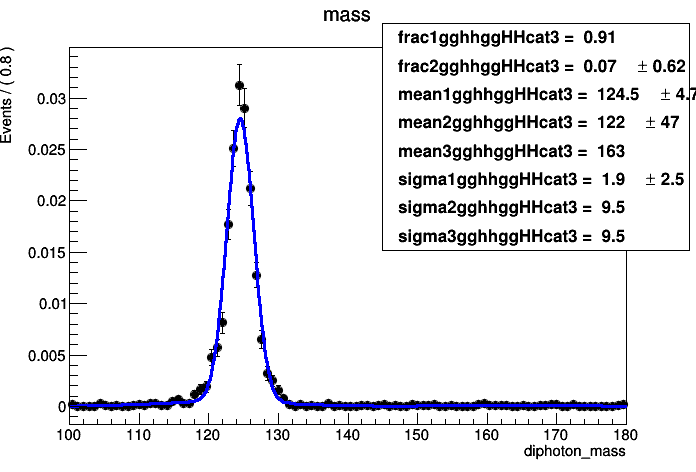 mass
frac1gghhggHHcat3 = 0.91
frac2gghhggHHcat3 = 0.07 ± 0.62
mean1gghhggHHcat3 = 124.5 ± 4.7
mean2gghhggHHcat3 = 122 ± 47
mean3gghhggHHcat3 = 163
sigma1gghhggHHcat3 = 1.9 ± 2.5
sigma2gghhggHHcat3 = 9.5
sigma3gghhggHHcat3 = 9.5
Events / ( 0.8 )
0.03
0.025
0.02
0.015
0.01
0.005
0
100 110 120 130 140 150 160 170 180
diphoton_mass